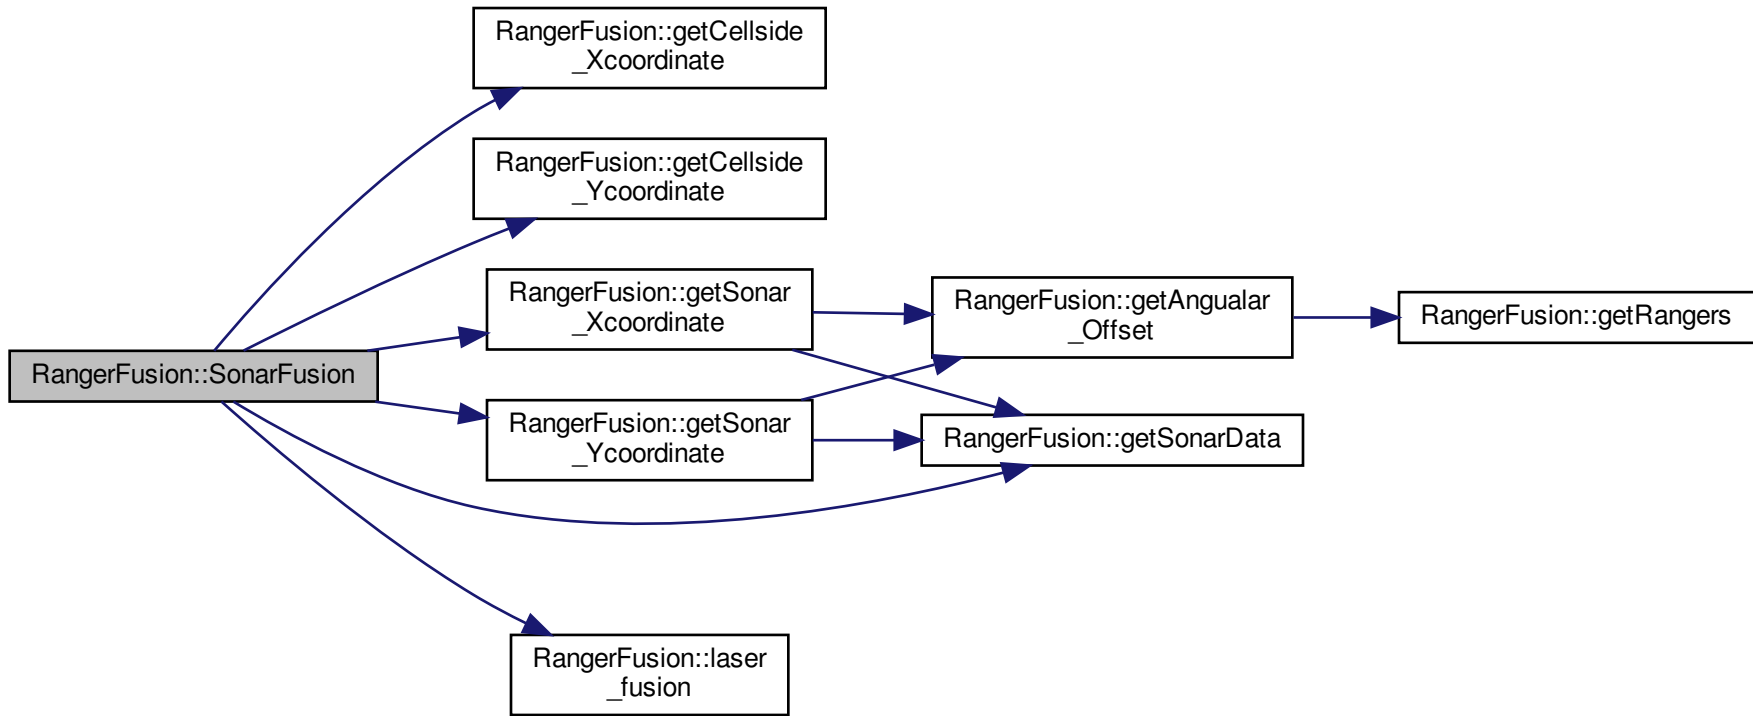 RangerFusion::getCellside
_Xcoordinate
RangerFusion::getCellside
_Ycoordinate
RangerFusion::getSonar
_Xcoordinate
RangerFusion::getAngualar
_Offset
RangerFusion::getRangers
RangerFusion::SonarFusion
RangerFusion::getSonar
_Ycoordinate
RangerFusion::getSonarData
RangerFusion::laser
_fusion